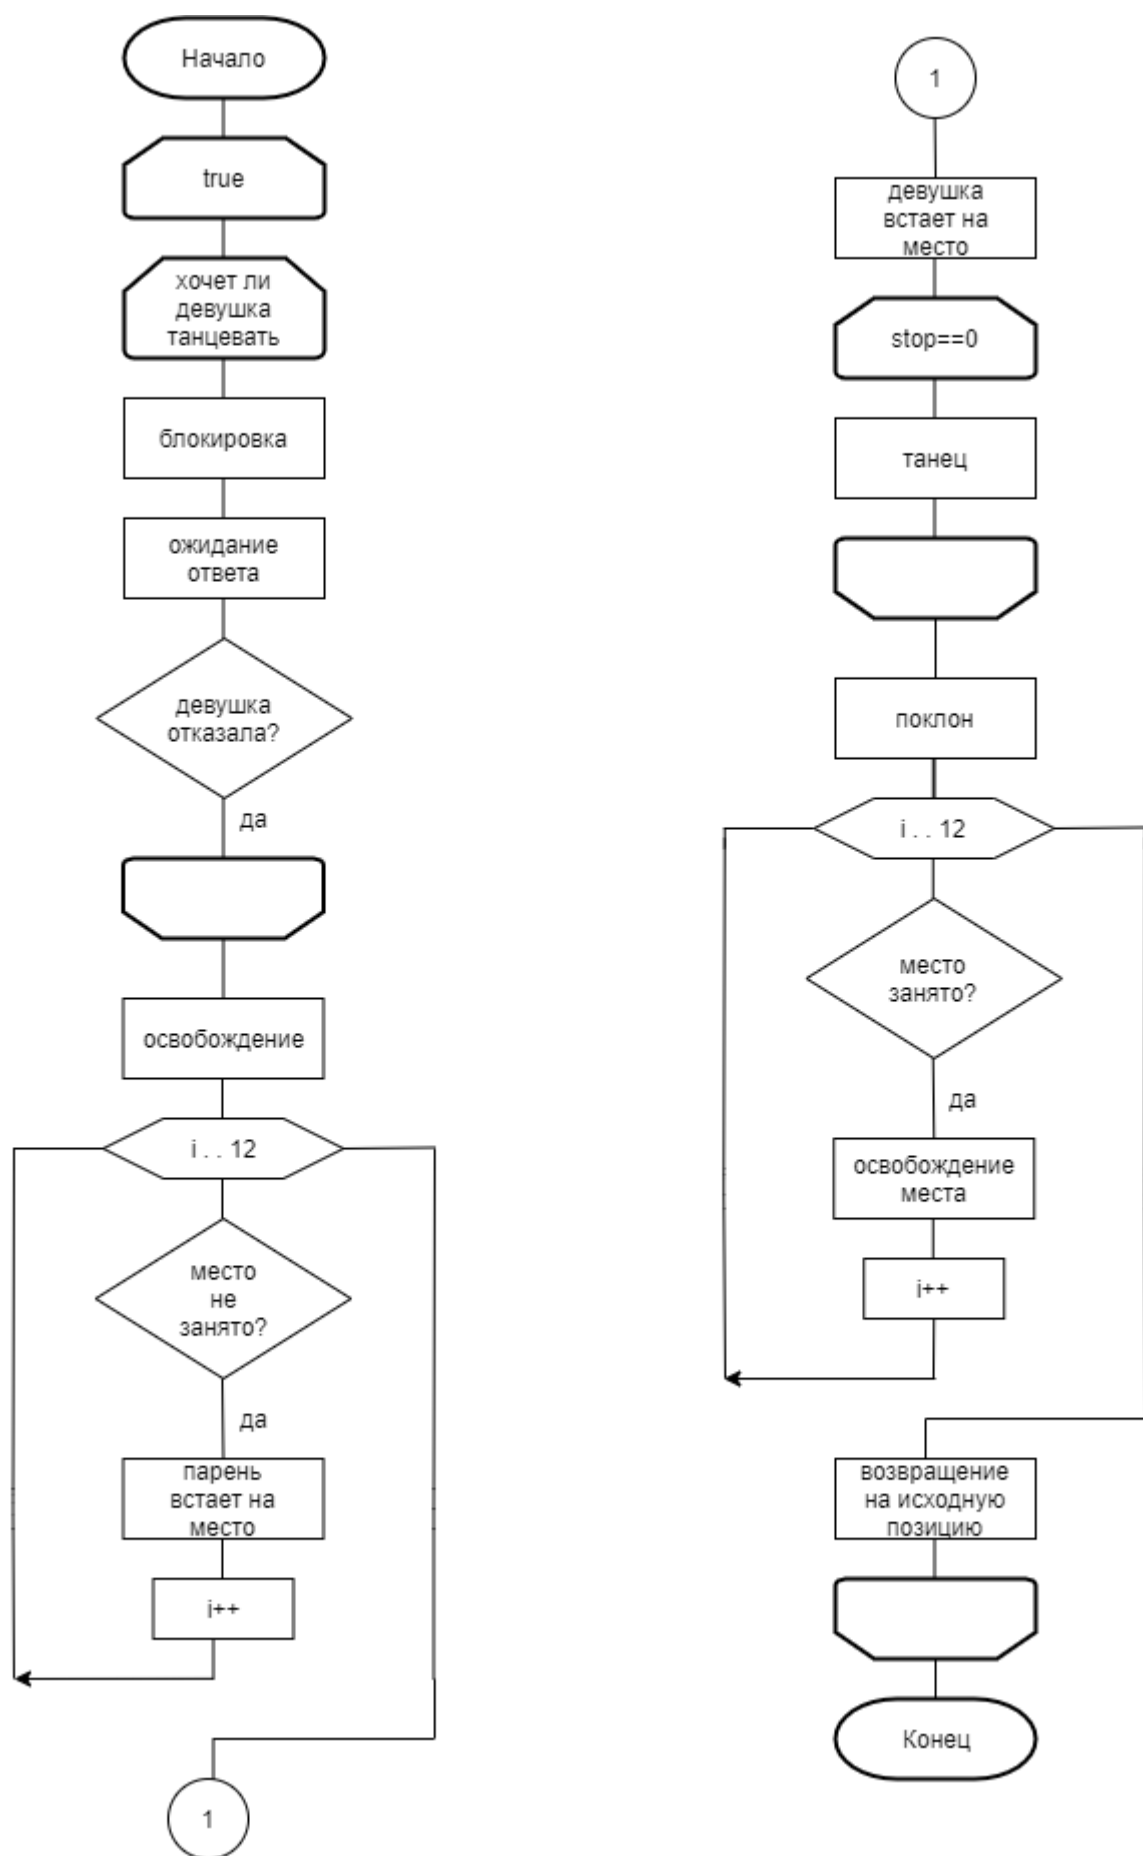 Начало
true
хочет ли
девушка
танцевать
блокировка
ожидание
ответа
девушка
отказала?
да
освобождение
i . . 12
место
не
занято?
да
парень
встает на
место
i++
1
1
девушка
встает на
место
stop==0
танец
поклон
i . . 12
место
занято?
да
освобождение
места
i++
возвращение
на исходную
позицию
Конец